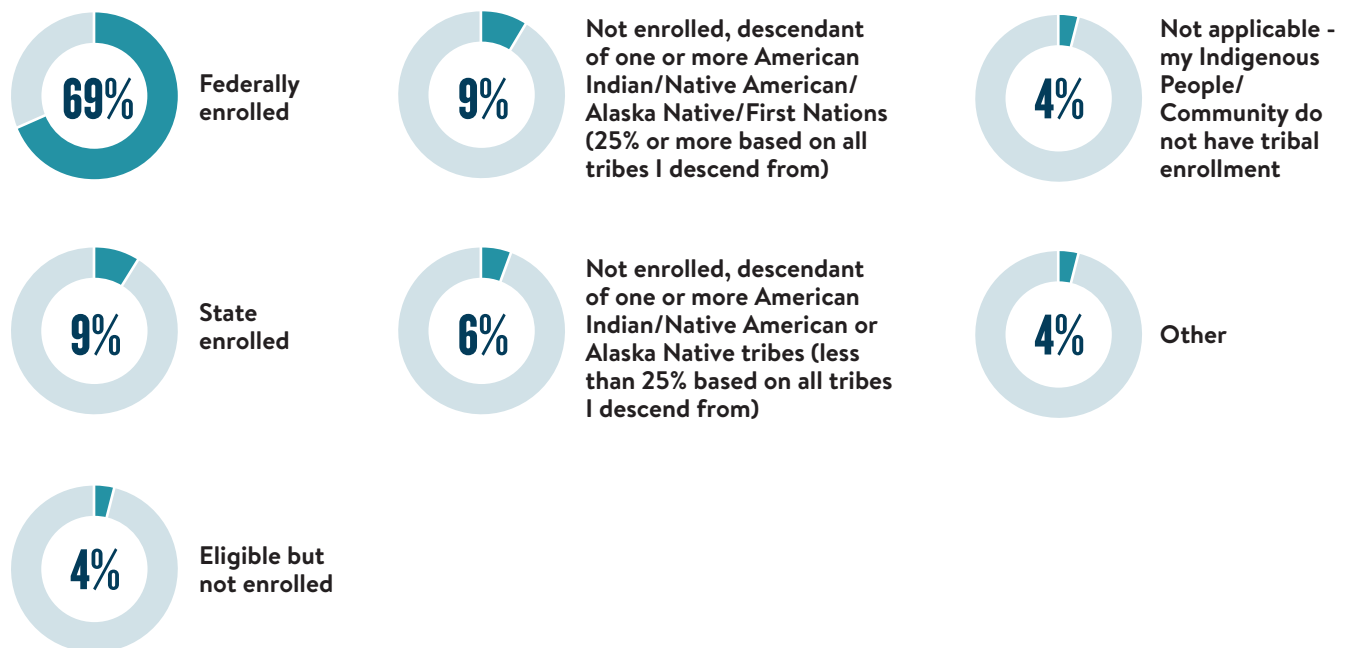 69%
Federally
enrolled
9%
State
enrolled
4%
Eligible but
not enrolled
9%
Not enrolled, descendant
of one or more American
Indian/Native American/
Alaska Native/First Nations
(25% or more based on all
tribes I descend from)
6%
Not enrolled, descendant
of one or more American
Indian/Native American or
Alaska Native tribes (less
than 25% based on all tribes
I descend from)
4%
Not applicable -
my Indigenous
People/
Community do
not have tribal
enrollment
4%
Other